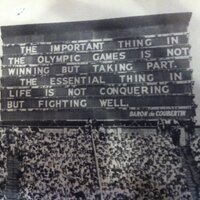 THE IMPORTANT THING IN
THE OLYMPIC GAMES IS NOT
WINNING BUT TAKING PART.
THE ESSENTIAL THING IN
LIFE IS NOT CONQUERING
BUT FIGHTING WELL.
BARON de COUBERTIN